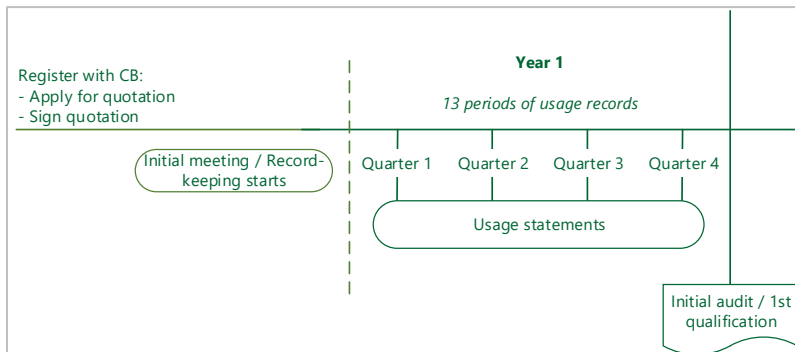 Register with CB:
- Apply for quotation
- Sign quotation
Year 1
13 periods of usage records
Initial meeting / Record-
keeping starts
Quarter 1
Quarter 2
Quarter 3
Quarter 4
Usage statements
Initial audit / 1st
qualification